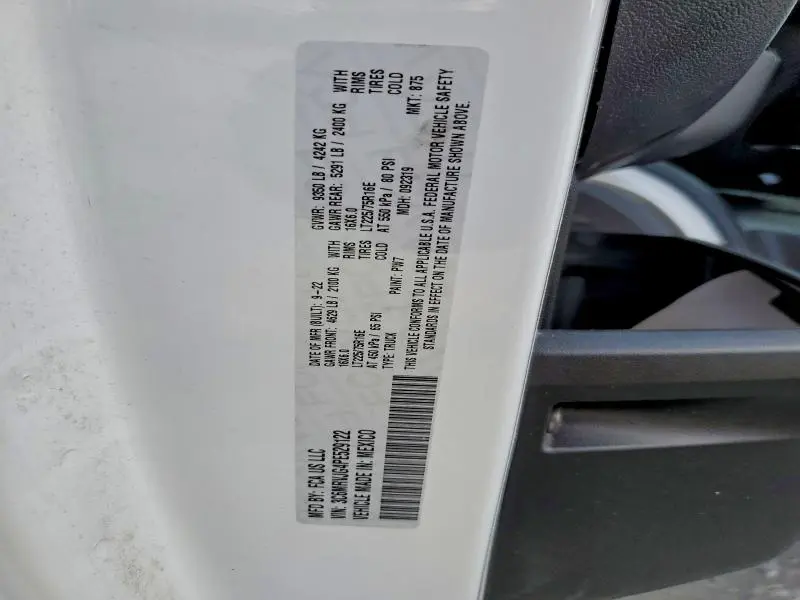 MFD BY: FCA US LLC
VIN: 3C6MRVUG4PE529122
VEHICLE MADE IN: MEXICO
DATE OF MFR (BUILT): 9-22
GAWR FRONT: 4629 LB / 2100 KG WITH
16X6.0 RIMS
LT225/75R16E TIRES
AT 450 kPa / 65 PSI COLD
TYPE: TRUCK
PAINT: PW7
GVWR: 9350 LB / 4242 KG
GAWR REAR: 5291 LB / 2400 KG WITH
16X6.0 RIMS
LT225/75R16E TIRES
AT 550 kPa / 80 PSI COLD
MDH: 092319
MKT: 875
THIS VEHICLE CONFORMS TO ALL APPLICABLE U.S.A. FEDERAL MOTOR VEHICLE SAFETY
STANDARDS IN EFFECT ON THE DATE OF MANUFACTURE SHOWN ABOVE.